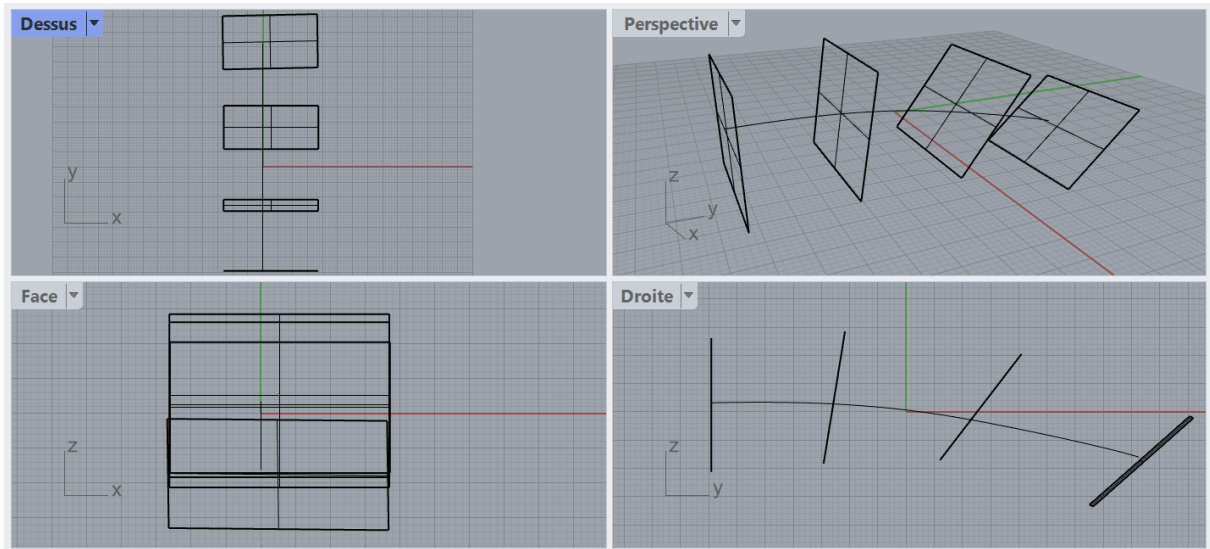 Dessus
Perspective
y
x
z
y
x
Face
Droite
z
x
z
y